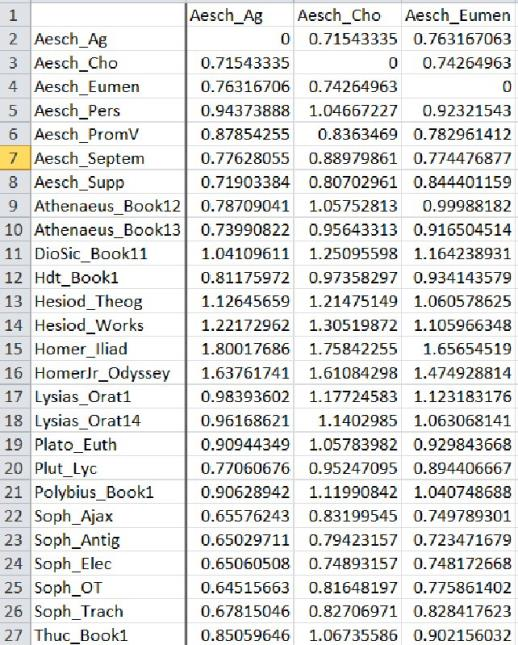 1 Aesch_Ag Aesch_Cho Aesch_Eumen
2 Aesch_Ag 0 0.71543335 0.763167063
3 Aesch_Cho 0.71543335 0 0.74264963
4 Aesch_Eumen 0.76316706 0.74264963 0
5 Aesch_Pers 0.94373888 1.04667227 0.92321543
6 Aesch_PromV 0.87854255 0.8363469 0.782961412
7 Aesch_Septem 0.77628055 0.88979861 0.774476877
8 Aesch_Supp 0.71903384 0.80702961 0.844401159
9 Athenaeus_Book12 0.78709041 1.05752813 0.99988182
10 Athenaeus_Book13 0.73990822 0.95643313 0.916504514
11 DioSic_Book11 1.04109611 1.25095598 1.164238931
12 Hdt_Book1 0.81175972 0.97358297 0.934143579
13 Hesiod_Theog 1.12645659 1.21475149 1.060578625
14 Hesiod_Works 1.22172962 1.30519872 1.105966348
15 Homer_Iliad 1.80017686 1.75842255 1.65654519
16 HomerJr_Odyssey 1.63761741 1.61084298 1.474928814
17 Lysias_Orat1 0.98393602 1.17724583 1.123183176
18 Lysias_Orat14 0.96168621 1.1402985 1.063068141
19 Plato_Euth 0.90944349 1.05783982 0.929843668
20 Plut_Lyc 0.77060676 0.95247095 0.894406667
21 Polybius_Book1 0.90628942 1.11990842 1.040748688
22 Soph_Ajax 0.65576243 0.83199545 0.749789301
23 Soph_Antig 0.65029711 0.79423157 0.723471679
24 Soph_Elec 0.65060508 0.74893157 0.748172668
25 Soph_OT 0.64515663 0.81648197 0.775861402
26 Soph_Trach 0.67815046 0.82706971 0.828417623
27 Thuc_Book1 0.85059646 1.06735586 0.902156032